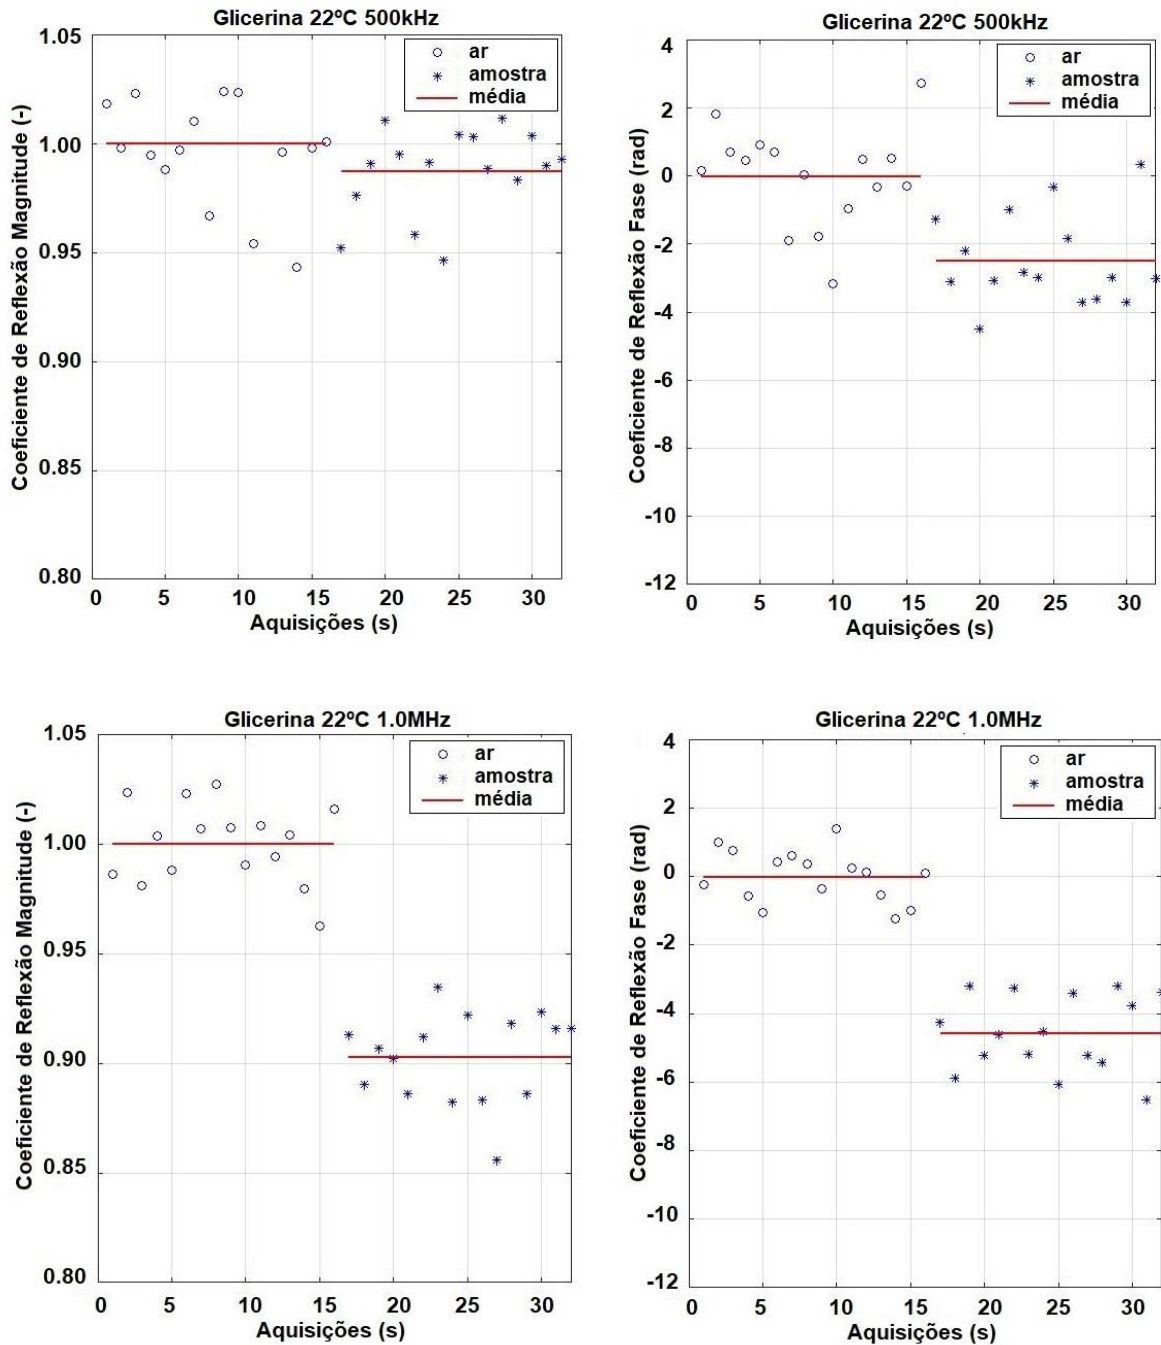 Glicerina 22ºC 500kHz
Coeficiente de Reflexão Magnitude (-)
1.05
1.00
0.95
0.90
0.85
0.80
ar
amostra
média
0 5 10 15 20 25 30
Aquisições (s)
Glicerina 22ºC 500kHz
Coeficiente de Reflexão Fase (rad)
4
2
0
-2
-4
-6
-8
-10
-12
ar
amostra
média
0 5 10 15 20 25 30
Aquisições (s)
Glicerina 22ºC 1.0MHz
Coeficiente de Reflexão Magnitude (-)
1.05
1.00
0.95
0.90
0.85
0.80
ar
amostra
média
0 5 10 15 20 25 30
Aquisições (s)
Glicerina 22ºC 1.0MHz
Coeficiente de Reflexão Fase (rad)
4
2
0
-2
-4
-6
-8
-10
-12
ar
amostra
média
0 5 10 15 20 25 30
Aquisições (s)